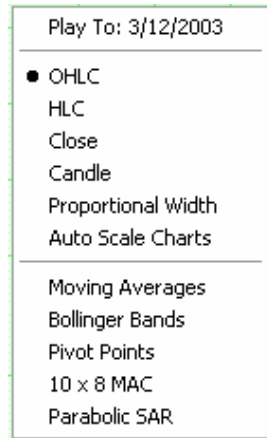 Play To: 3/12/2003
OHLC
HLC
Close
Candle
Proportional Width
Auto Scale Charts
Moving Averages
Bollinger Bands
Pivot Points
10 x 8 MAC
Parabolic SAR